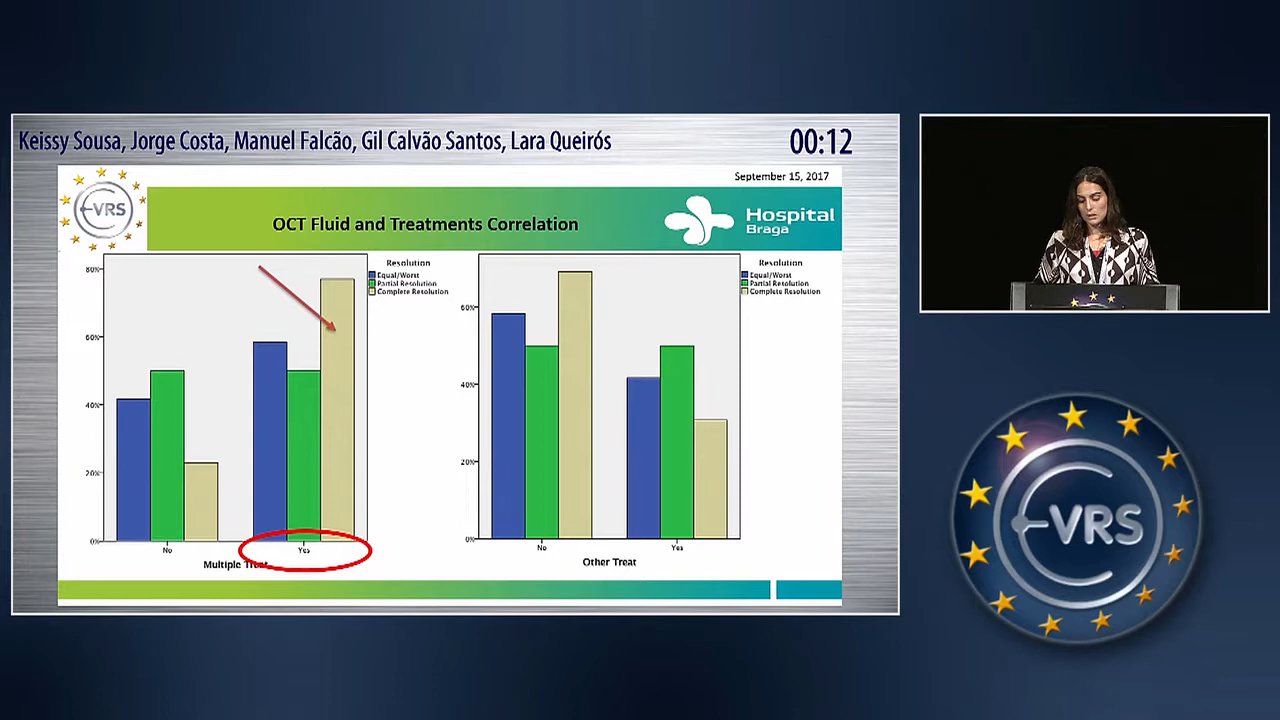 Keissy Sousa, Jorge Costa, Manuel Falcão, Gil Calvão Santos, Lara Queirós
00:12
September 15, 2017
EVRS
OCT Fluid and Treatments Correlation
Hospital
Braga
Resolution
Equal/Worst
Partial Resolution
Complete Resolution
80%
60%
40%
20%
0%
No
Yes
Multiple Treat
Resolution
Equal/Worst
Partial Resolution
Complete Resolution
60%
40%
20%
0%
No
Yes
Other Treat
EVRS